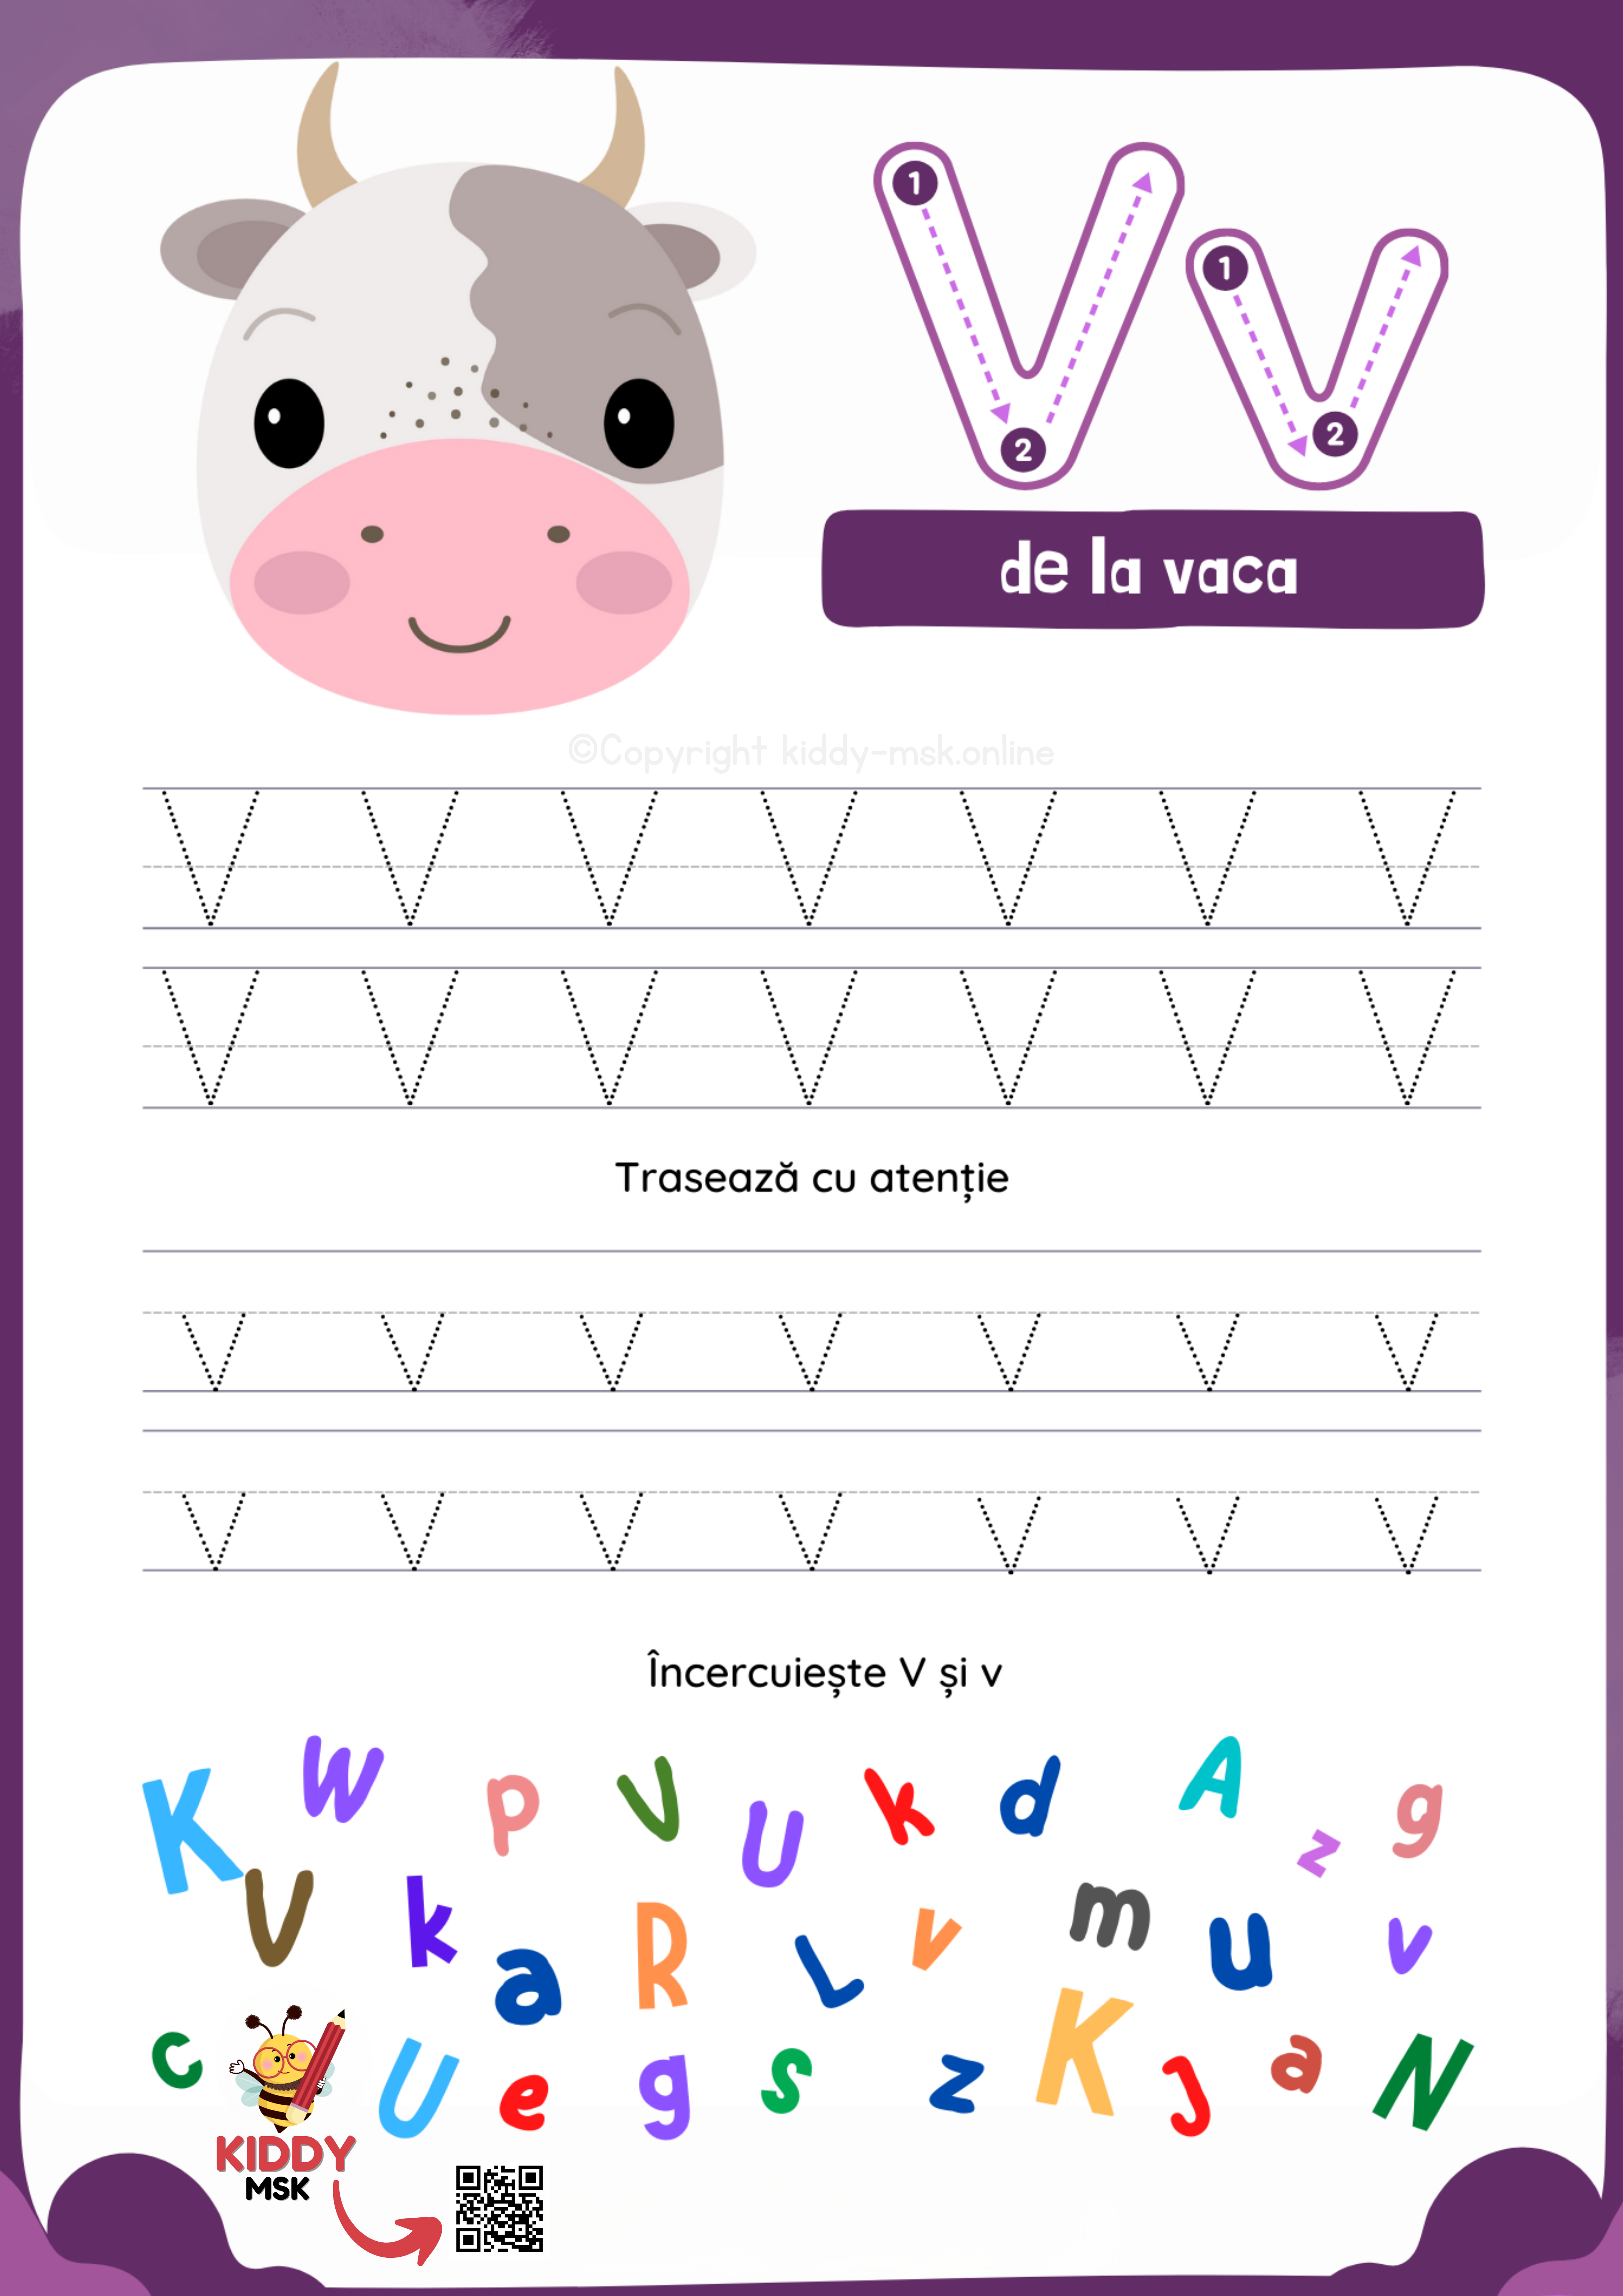 V v
1 1
2 2
de la vaca
©Copyright kiddy-msk.online
V V V V V V V
V V V V V V V
Trasează cu atenție
v v v v v v v
v v v v v v v
Încercuiește V și v
K W p V U k d A z g
V k a R L v m u v
c U e g s z K J a N
KIDDY
MSK